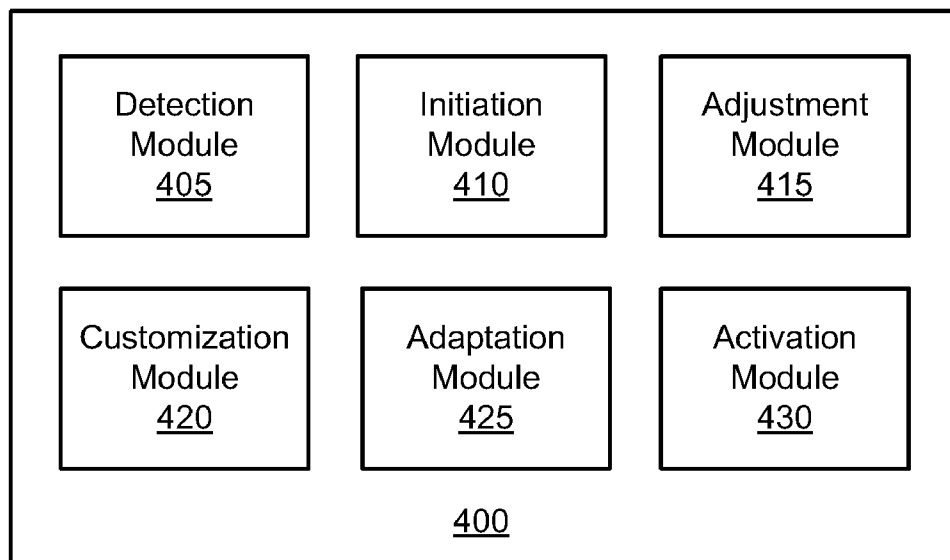 Detection
Module
405
Initiation
Module
410
Adjustment
Module
415
Customization
Module
420
Adaptation
Module
425
Activation
Module
430
400